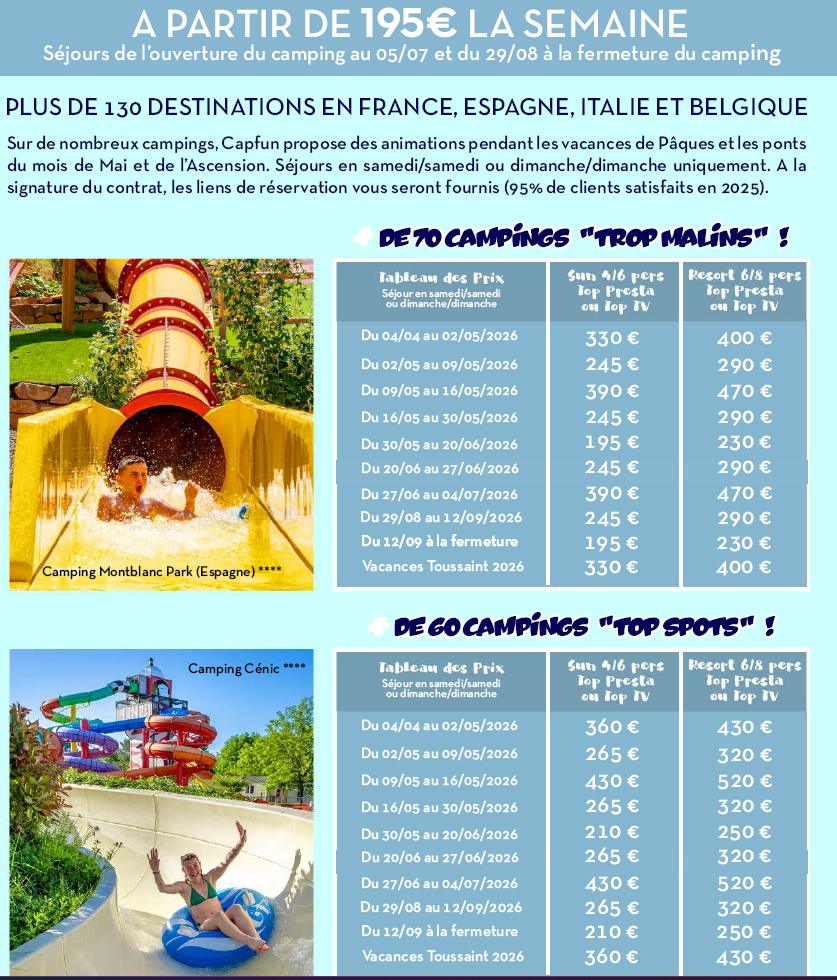 A PARTIR DE 195€ LA SEMAINE
Séjours de l'ouverture du camping au 05/07 et du 29/08 à la fermeture du camping
PLUS DE 130 DESTINATIONS EN FRANCE, ESPAGNE, ITALIE ET BELGIQUE
Sur de nombreux campings, Capfun propose des animations pendant les vacances de Pâques et les ponts
du mois de Mai et de l'Ascension. Séjours en samedi/samedi ou dimanche/dimanche uniquement. A la
signature du contrat, les liens de réservation vous seront fournis (95% de clients satisfaits en 2025).
+ DE 70 CAMPINGS "TROP MALINS" !
Camping Montblanc Park (Espagne) ****
Tableau des Prix
Séjour en samedi/samedi
ou dimanche/dimanche
Sun 4/6 pers
Top Presta
ou Top TV
Resort 6/8 pers
Top Presta
ou Top TV
Du 04/04 au 02/05/2026 330 € 400 €
Du 02/05 au 09/05/2026 245 € 290 €
Du 09/05 au 16/05/2026 390 € 470 €
Du 16/05 au 30/05/2026 245 € 290 €
Du 30/05 au 20/06/2026 195 € 230 €
Du 20/06 au 27/06/2026 245 € 290 €
Du 27/06 au 04/07/2026 390 € 470 €
Du 29/08 au 12/09/2026 245 € 290 €
Du 12/09 à la fermeture 195 € 230 €
Vacances Toussaint 2026 330 € 400 €
+ DE 60 CAMPINGS "TOP SPOTS" !
Camping Cénic ****
Tableau des Prix
Séjour en samedi/samedi
ou dimanche/dimanche
Sun 4/6 pers
Top Presta
ou Top TV
Resort 6/8 pers
Top Presta
ou Top TV
Du 04/04 au 02/05/2026 360 € 430 €
Du 02/05 au 09/05/2026 265 € 320 €
Du 09/05 au 16/05/2026 430 € 520 €
Du 16/05 au 30/05/2026 265 € 320 €
Du 30/05 au 20/06/2026 210 € 250 €
Du 20/06 au 27/06/2026 265 € 320 €
Du 27/06 au 04/07/2026 430 € 520 €
Du 29/08 au 12/09/2026 265 € 320 €
Du 12/09 à la fermeture 210 € 250 €
Vacances Toussaint 2026 360 € 430 €